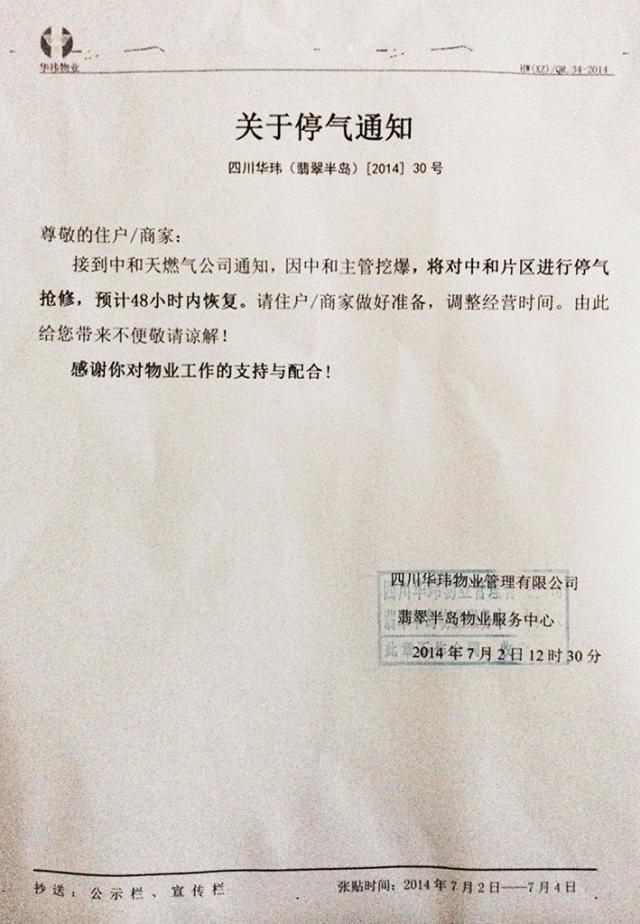 华玮物业
HW(XZ)/QR 34-2014
关于停气通知
四川华玮（翡翠半岛）[2014] 30 号
尊敬的住户/商家：
接到中和天燃气公司通知，因中和主管挖爆，将对中和片区进行停气
抢修，预计48小时内恢复。请住户/商家做好准备，调整经营时间。由此
给您带来不便敬请谅解！
感谢你对物业工作的支持与配合！
四川华玮物业管理有限公司
翡翠半岛物业服务中心
2014 年 7 月 2 日 12 时 30 分
抄送：公示栏、宣传栏
张贴时间：2014 年 7 月 2 日——7 月 4 日